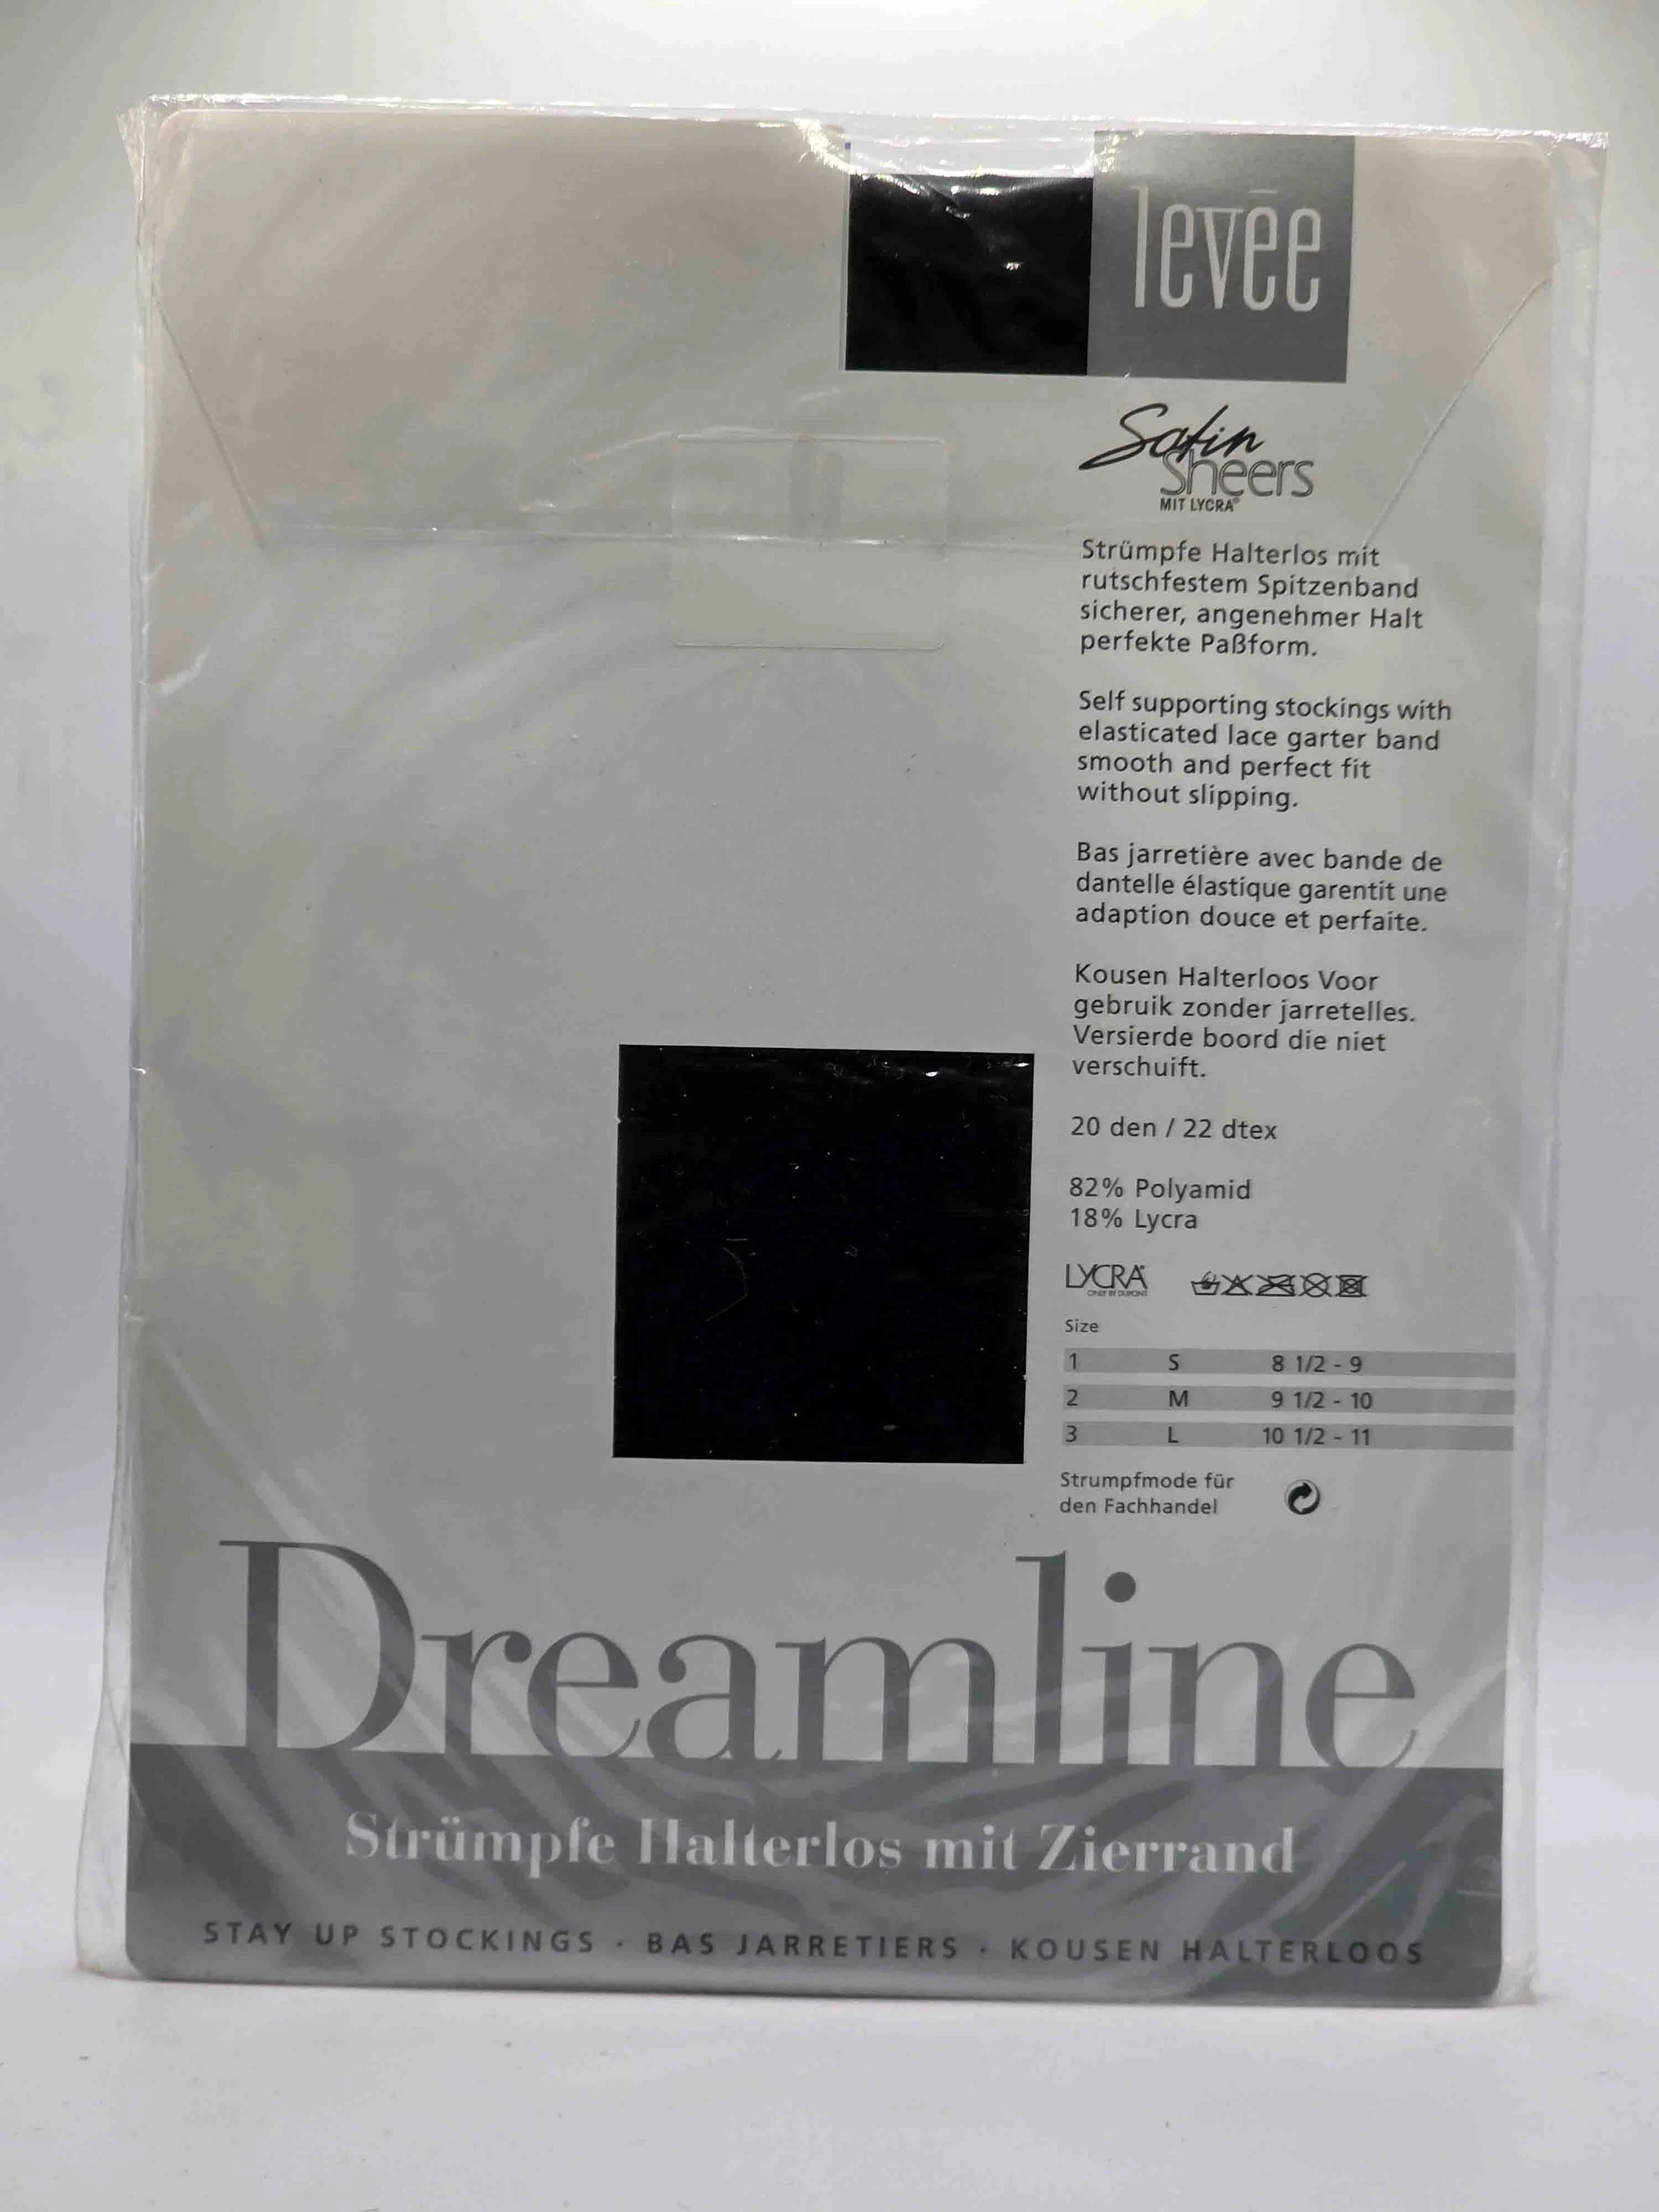 levee
Satin
Sheers
MIT LYCRA®
Strümpfe Halterlos mit
rutschfestem Spitzenband
sicherer, angenehmer Halt
perfekte Paßform.
Self supporting stockings with
elasticated lace garter band
smooth and perfect fit
without slipping.
Bas jarretière avec bande de
dantelle élastique garentit une
adaption douce et perfaite.
Kousen Halterloos Voor
gebruik zonder jarretelles.
Versierde boord die niet
verschuift.
20 den / 22 dtex
82% Polyamid
18% Lycra
LYCRA®
ONLY BY DUPONT
Size
1 S 8 1/2 - 9
2 M 9 1/2 - 10
3 L 10 1/2 - 11
Strumpfmode für
den Fachhandel
Dreamline
Strümpfe Halterlos mit Zierrand
STAY UP STOCKINGS · BAS JARRETIERS · KOUSEN HALTERLOOS